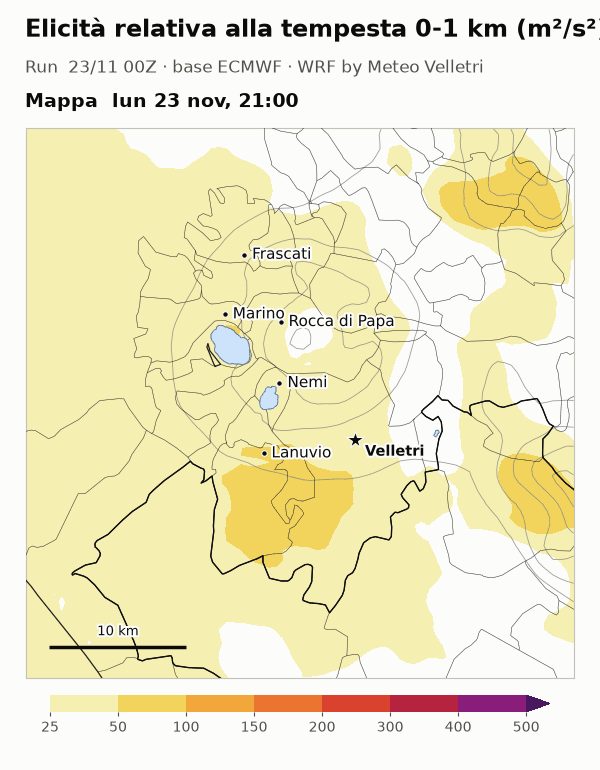 Elicità relativa alla tempesta 0-1 km (m²/s²)
Run  23/11 00Z · base ECMWF · WRF by Meteo Velletri
Mappa  lun 23 nov, 21:00
Frascati
Marino
Rocca di Papa
Nemi
Velletri
Lanuvio
10 km
25 50 100 150 200 300 400 500